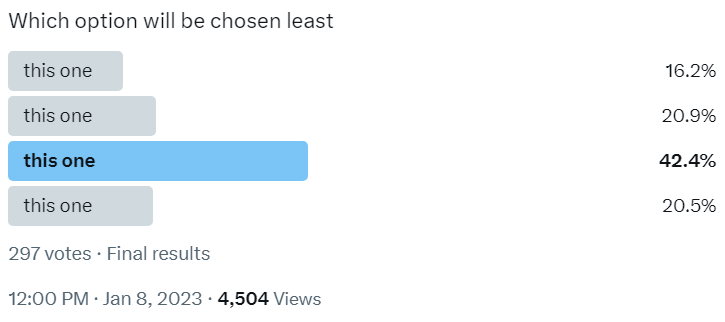 Which option will be chosen least
this one 16.2%
this one 20.9%
this one 42.4%
this one 20.5%
297 votes · Final results
12:00 PM · Jan 8, 2023 · 4,504 Views